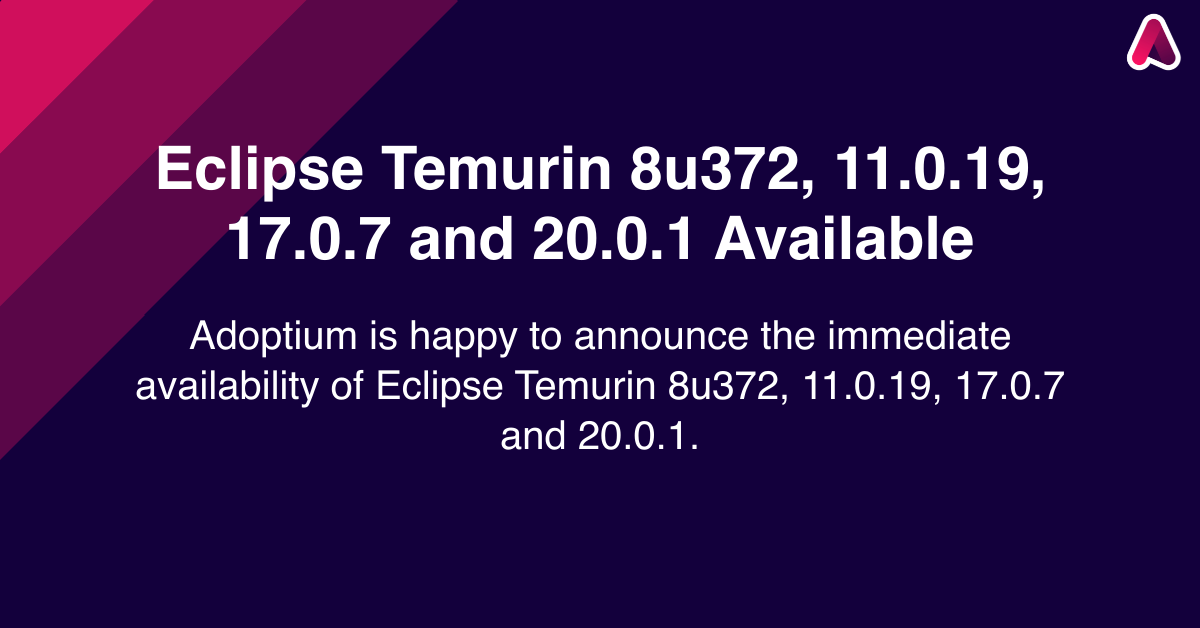 Eclipse Temurin 8u372, 11.0.19,
17.0.7 and 20.0.1 Available
Adoptium is happy to announce the immediate
availability of Eclipse Temurin 8u372, 11.0.19, 17.0.7
and 20.0.1.